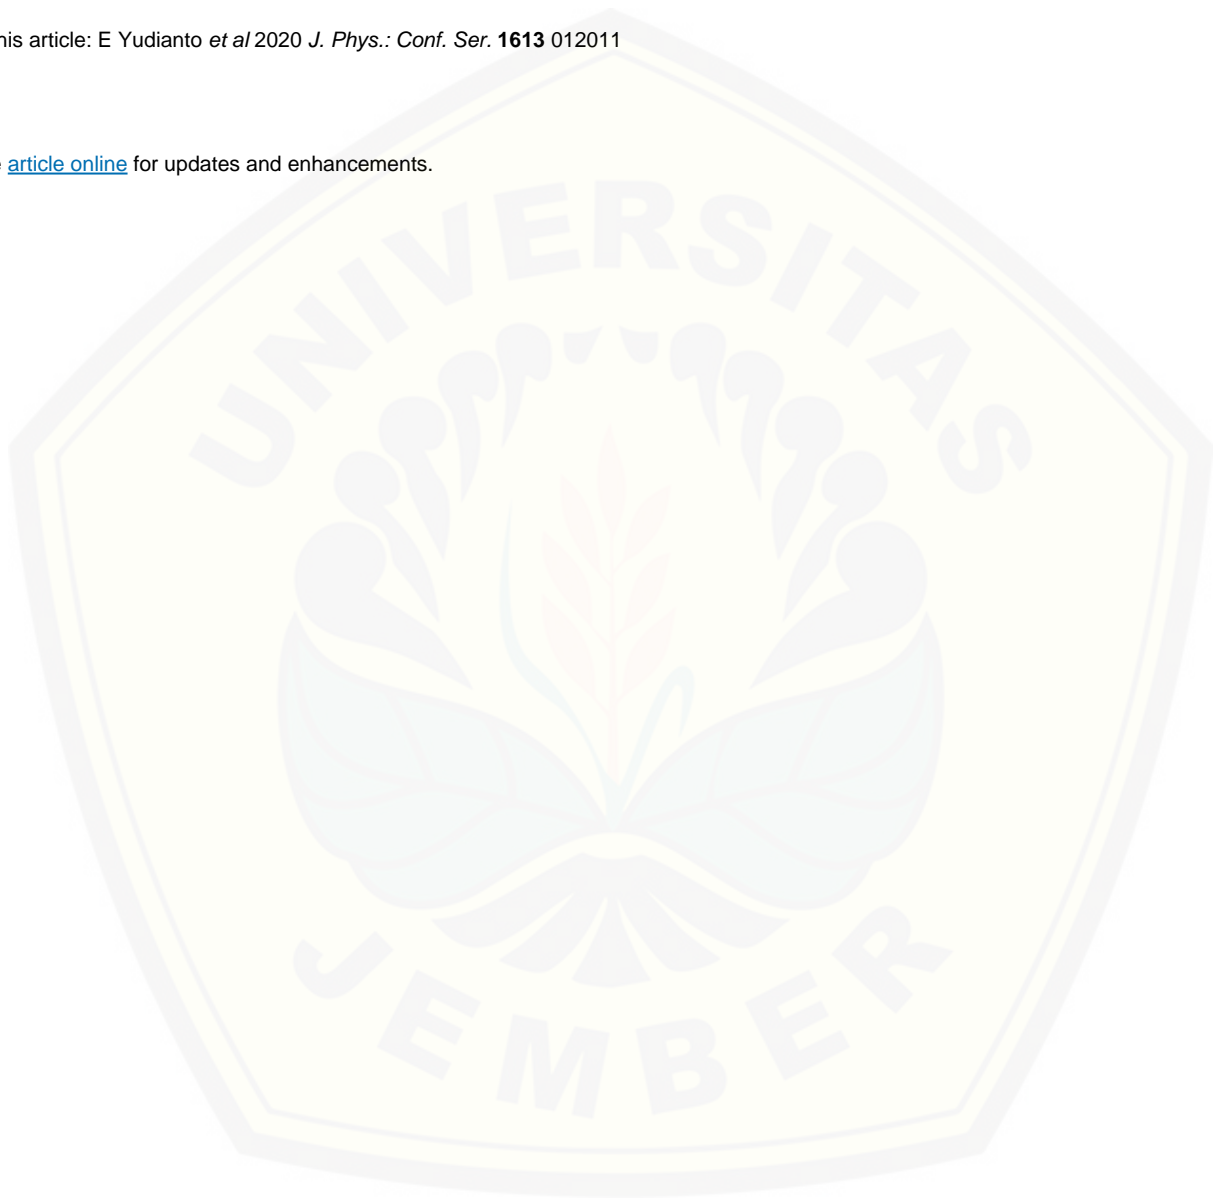 his article: E Yudianto et al 2020 J. Phys.: Conf. Ser. 1613 012011
article online for updates and enhancements.
UNIVERSITAS
JEMBER